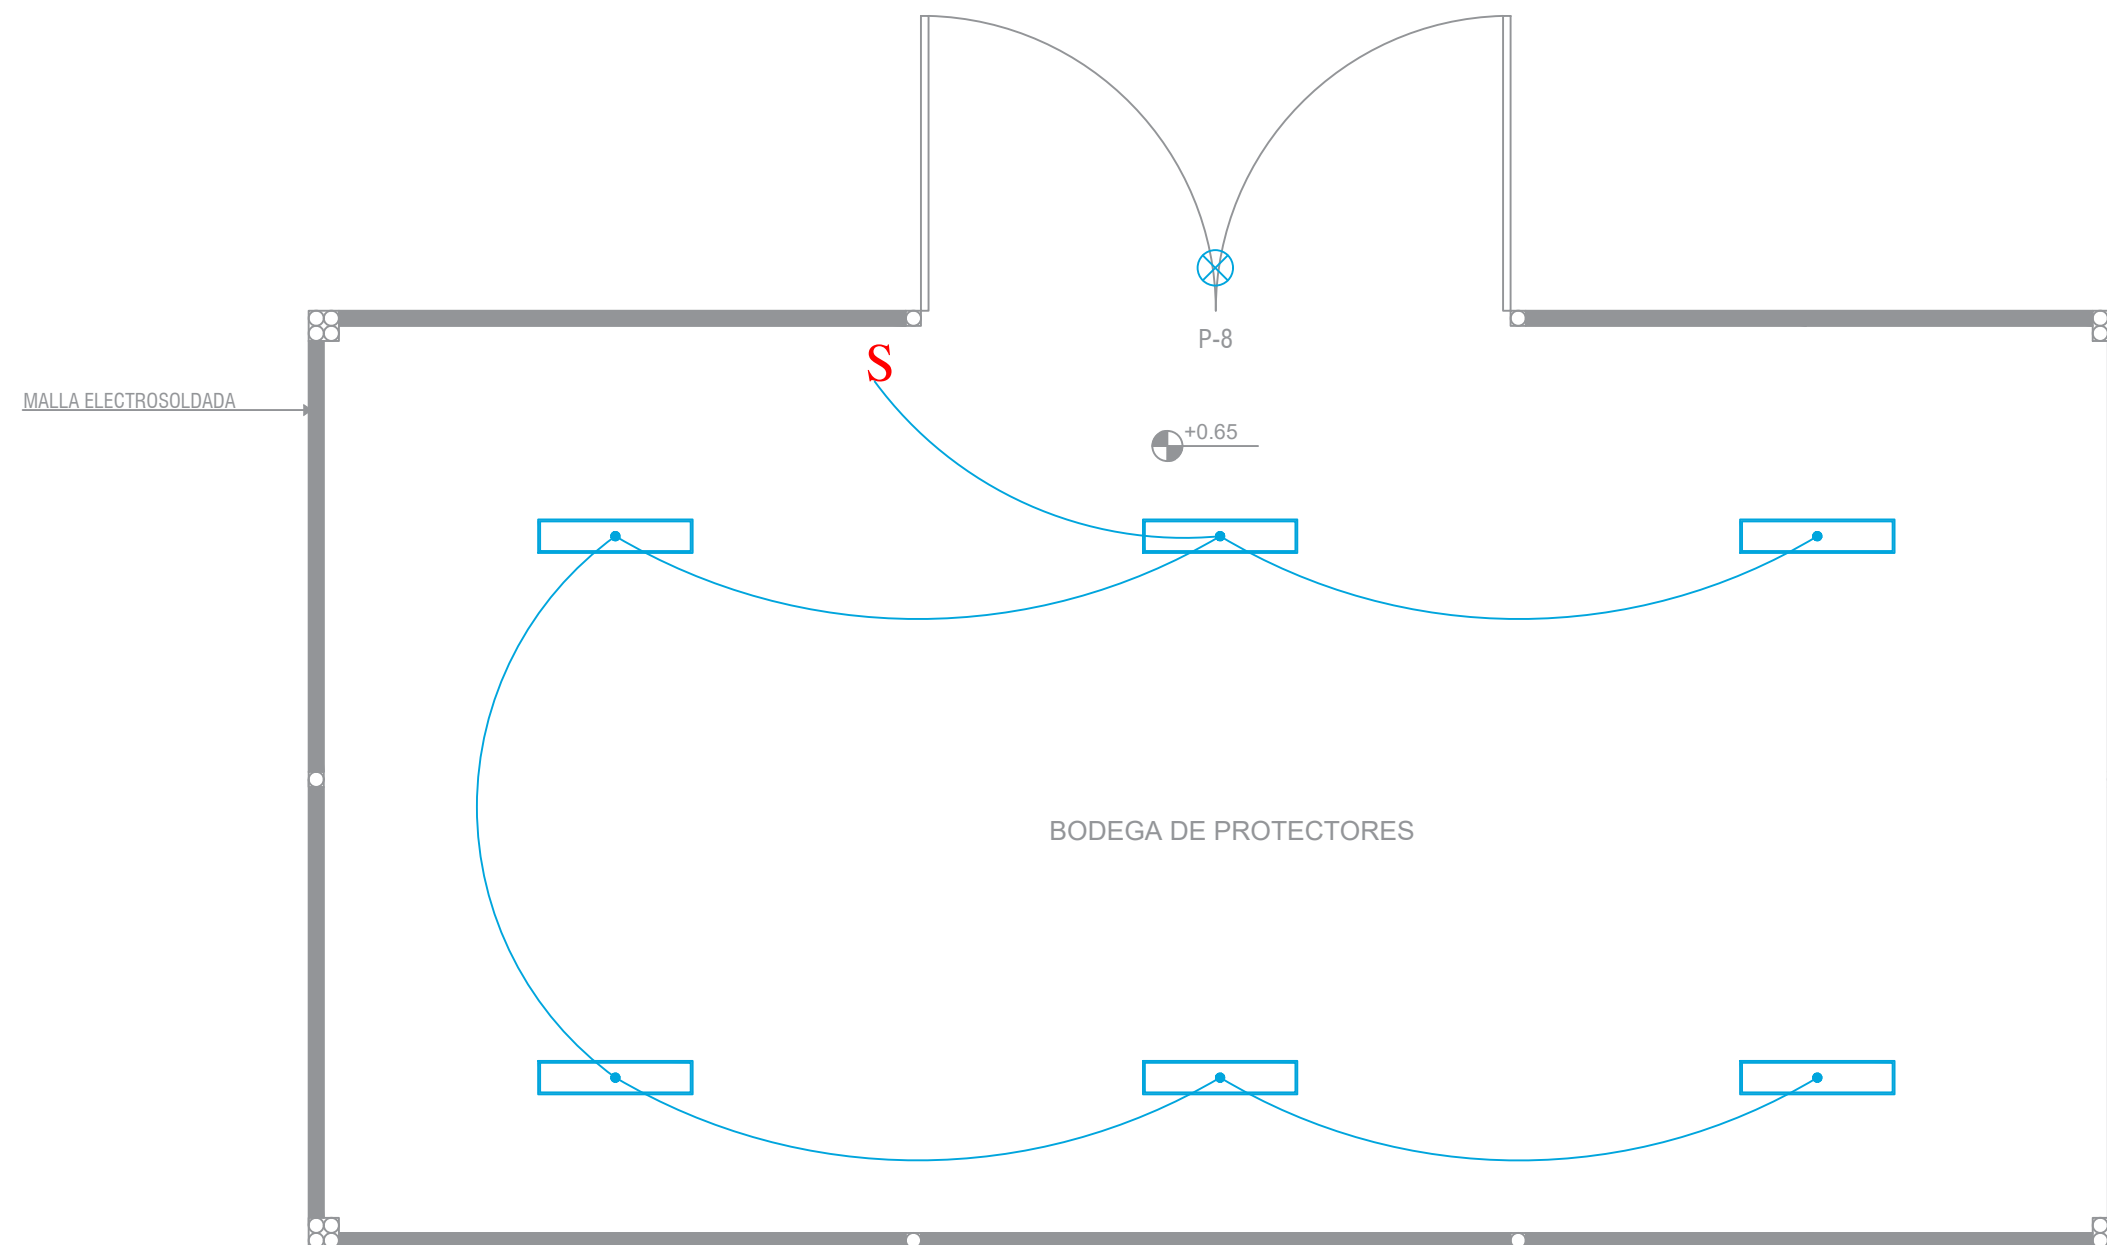 P-8
S
MALLA ELECTROSOLDADA
+0.65
BODEGA DE PROTECTORES